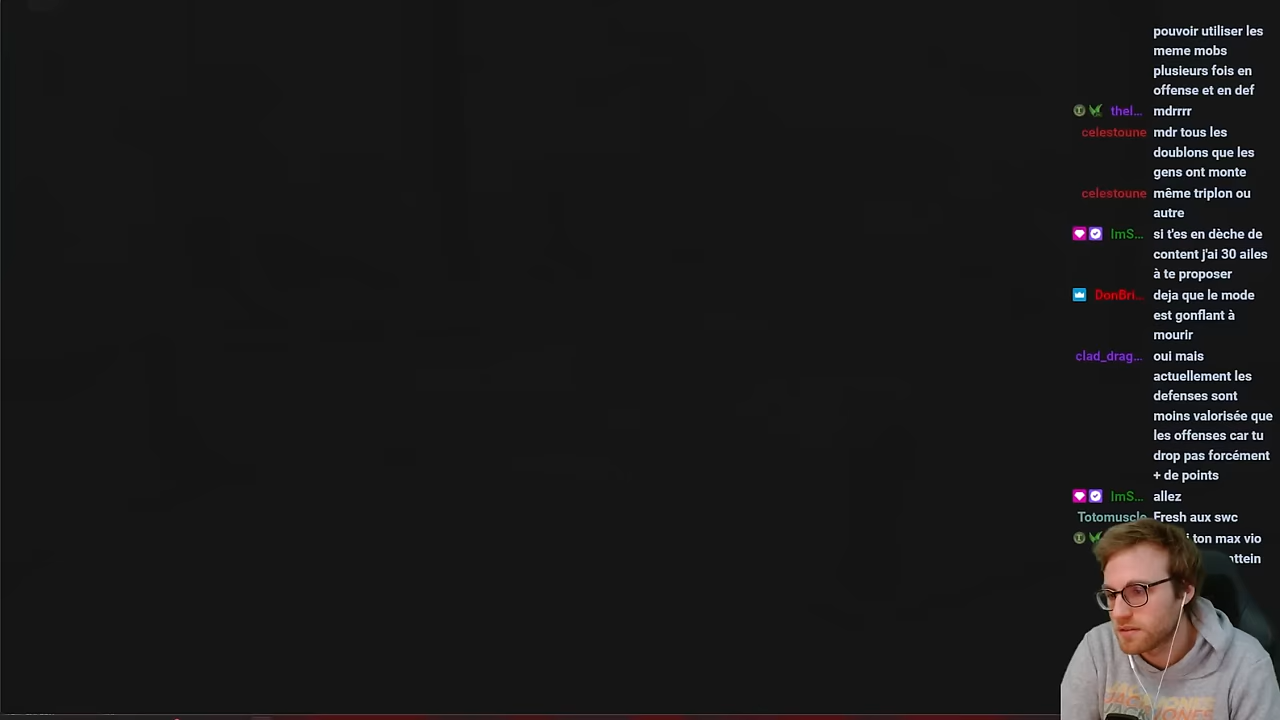 pouvoir utiliser les
meme mobs
plusieurs fois en
offense et en def
thel... mdrrrr
celestoune mdr tous les
doublons que les
gens ont monte
celestoune même triplon ou
autre
ImS... si t'es en dèche de
content j'ai 30 ailes
à te proposer
DonBri... deja que le mode
est gonflant à
mourir
clad_drag... oui mais
actuellement les
defenses sont
moins valorisée que
les offenses car tu
drop pas forcément
+ de points
ImS... allez
Totomuscle Fresh aux swc
ton max vio
JONES